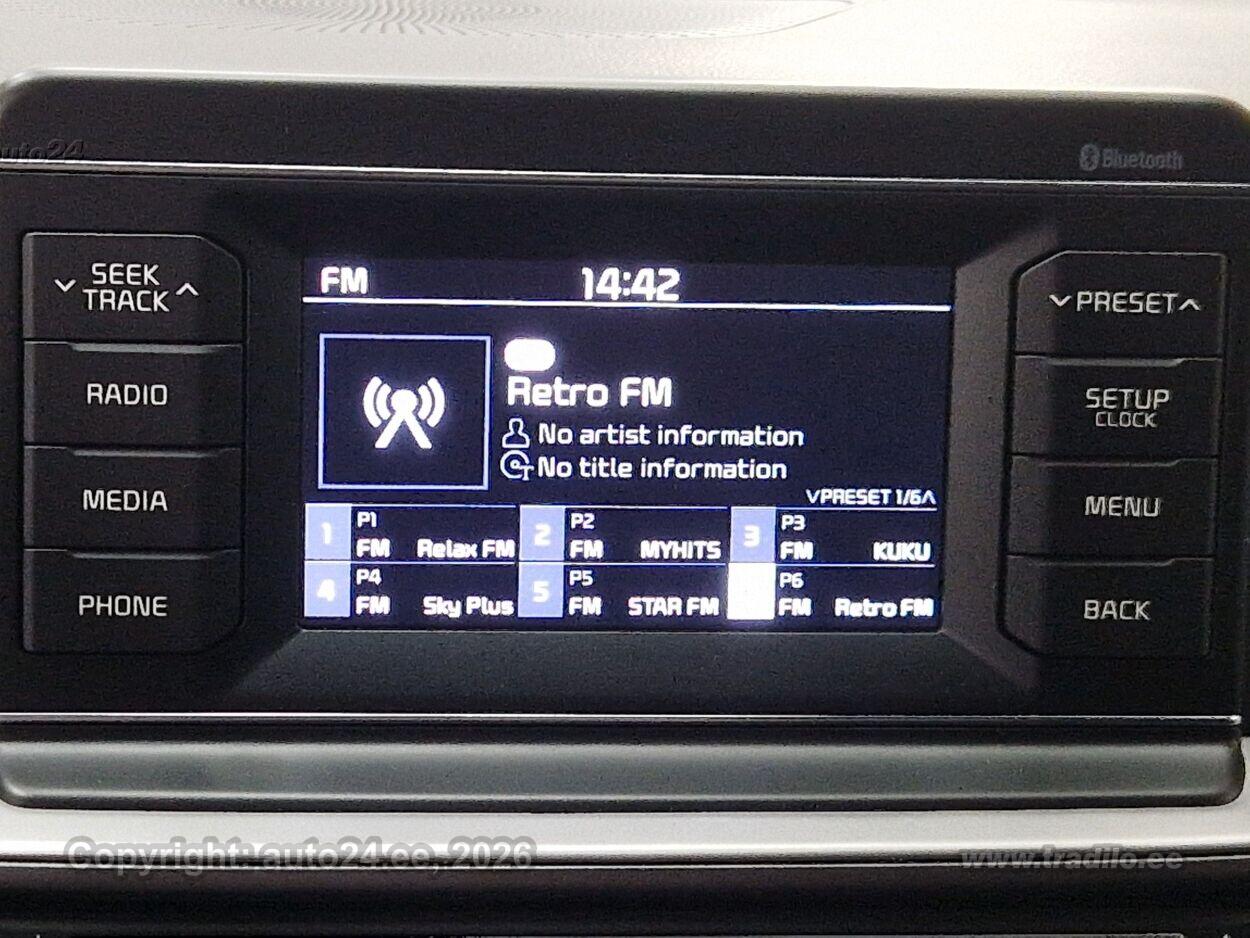 auto24
Bluetooth
SEEK
TRACK
RADIO
MEDIA
PHONE
FM 14:42
Retro FM
No artist information
No title information
PRESET 1/6
1 P1 FM Relax FM
2 P2 FM MYHITS
3 P3 FM KUKU
4 P4 FM Sky Plus
5 P5 FM STAR FM
P6 FM Retro FM
PRESET
SETUP
CLOCK
MENU
BACK
Copyright: auto24.ee, 2026
www.tradilo.ee